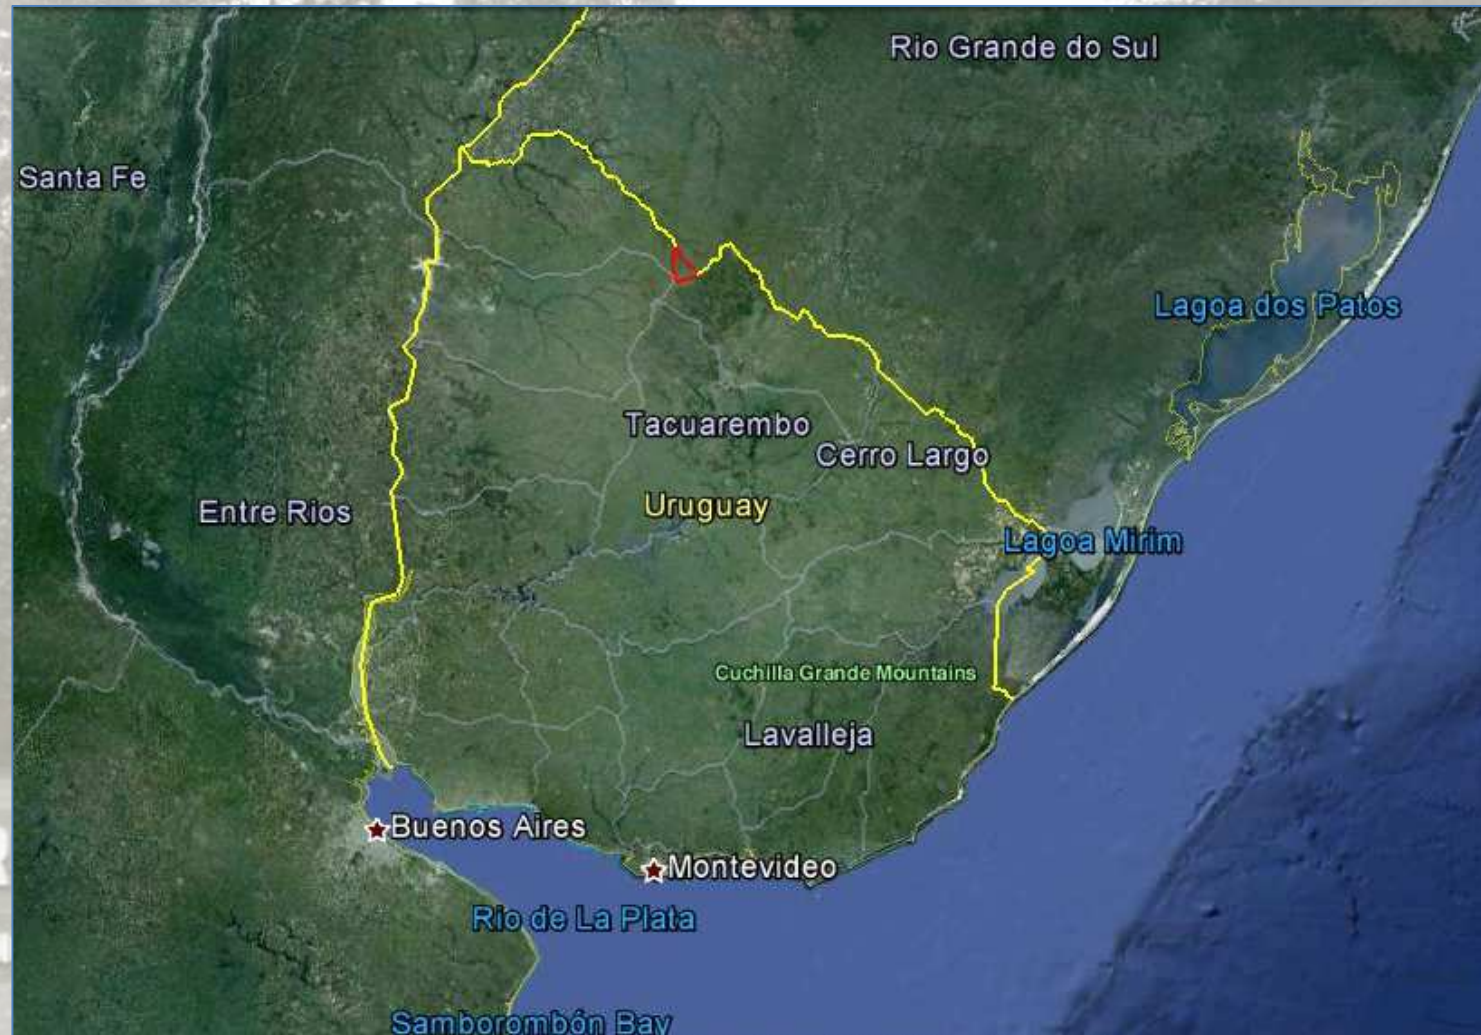 Rio Grande do Sul
Santa Fe
Lagoa dos Patos
Tacuarembo
Cerro Largo
Entre Rios
Uruguay
Lagoa Mirim
Cuchilla Grande Mountains
Lavalleja
Buenos Aires
Montevideo
Rio de La Plata
Samborombón Bay